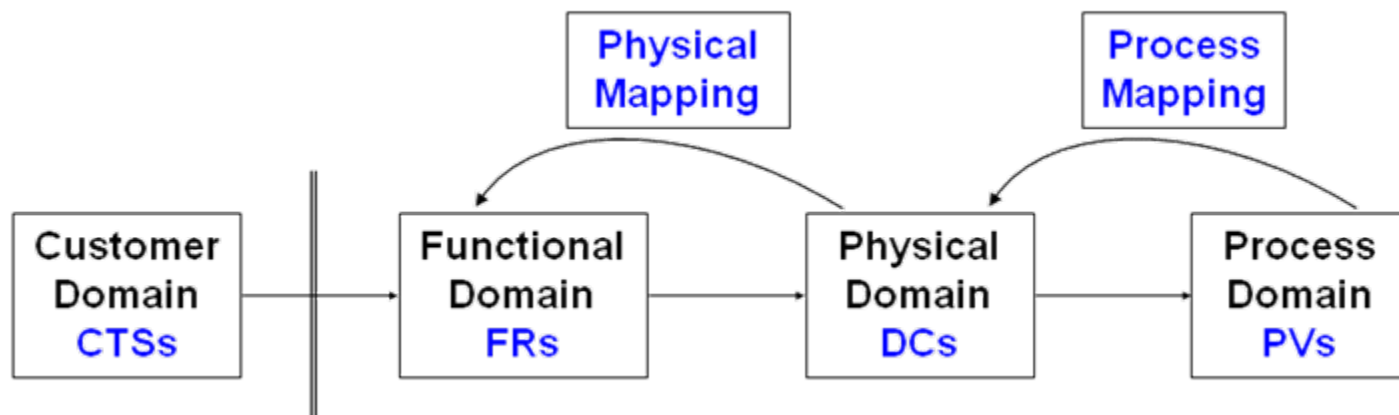 Physical
Mapping
Process
Mapping
Customer
Domain
CTSs
Functional
Domain
FRs
Physical
Domain
DCs
Process
Domain
PVs